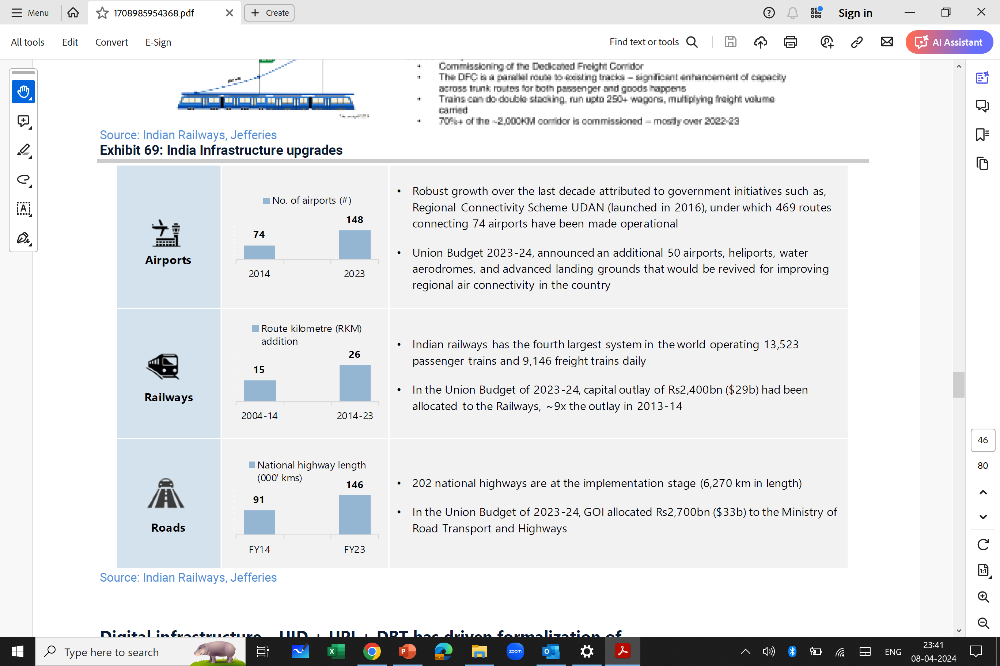 Menu
1708985954368.pdf
Create
Sign in
All tools
Edit
Convert
E-Sign
Find text or tools
AI Assistant
• Commissioning of the Dedicated Freight Corridor
• The DFC is a parallel route to existing tracks – significant enhancement of capacity
across trunk routes for both passenger and goods happens
• Trains can do double stacking, run upto 250+ wagons, multiplying freight volume
carried
• 70%+ of the ~2,000KM corridor is commissioned – mostly over 2022-23
Source: Indian Railways, Jefferies
Exhibit 69: India Infrastructure upgrades
Airports
No. of airports (#)
74
148
2014
2023
• Robust growth over the last decade attributed to government initiatives such as,
Regional Connectivity Scheme UDAN (launched in 2016), under which 469 routes
connecting 74 airports have been made operational
• Union Budget 2023-24, announced an additional 50 airports, heliports, water
aerodromes, and advanced landing grounds that would be revived for improving
regional air connectivity in the country
Railways
Route kilometre (RKM)
addition
15
26
2004-14
2014-23
• Indian railways has the fourth largest system in the world operating 13,523
passenger trains and 9,146 freight trains daily
• In the Union Budget of 2023-24, capital outlay of Rs2,400bn ($29b) had been
allocated to the Railways, ~9x the outlay in 2013-14
Roads
National highway length
(000' kms)
91
146
FY14
FY23
• 202 national highways are at the implementation stage (6,270 km in length)
• In the Union Budget of 2023-24, GOI allocated Rs2,700bn ($33b) to the Ministry of
Road Transport and Highways
Source: Indian Railways, Jefferies
Digital infrastructure – UID + UPI + DBT has driven formalization of
46
80
1:1
Type here to search
zoom
ENG
23:41
08-04-2024